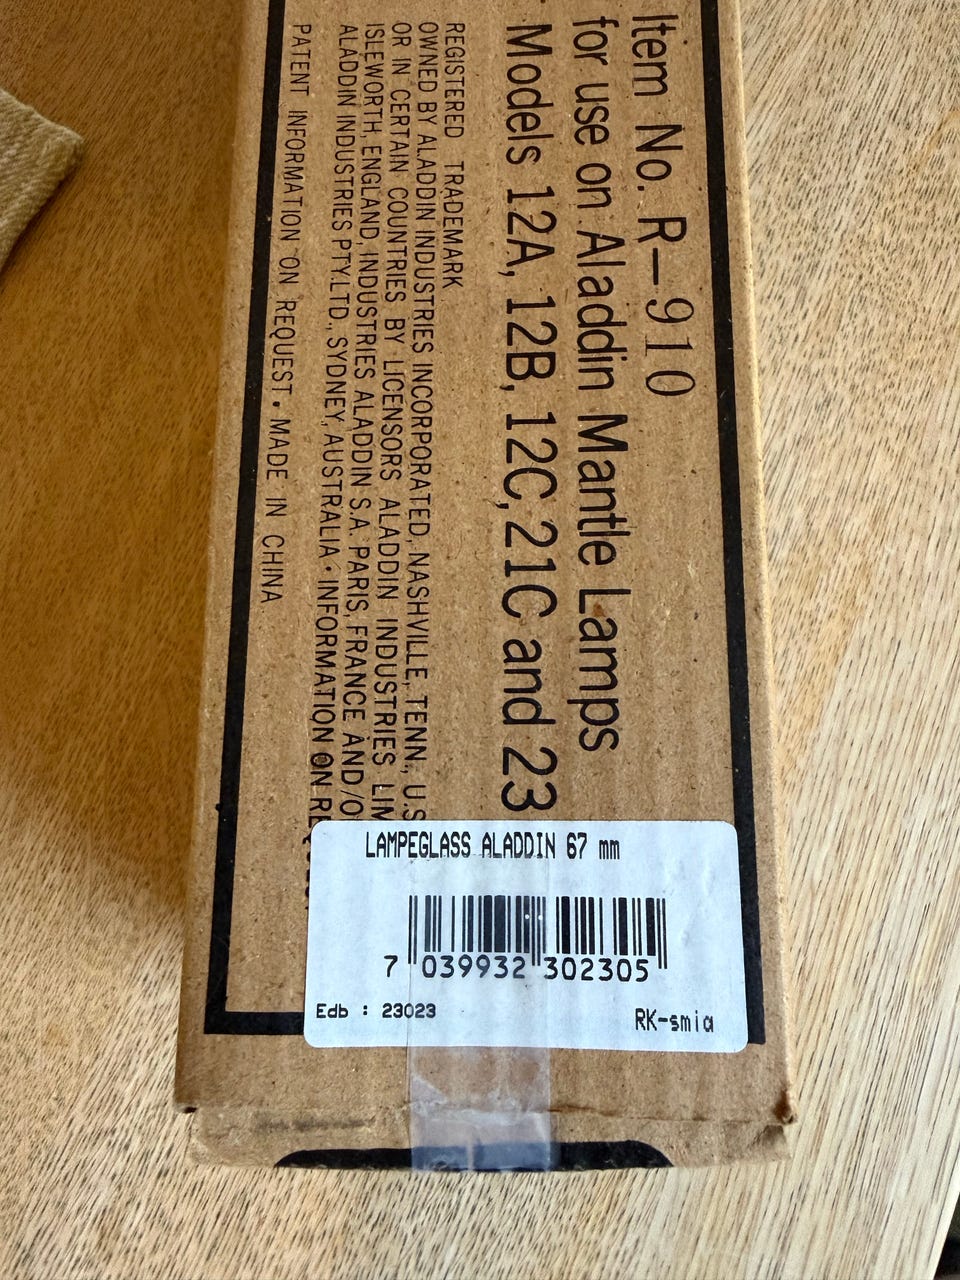 Item No. R-910
for use on Aladdin Mantle Lamps
Models 12A, 12B, 12C, 21C and 23
REGISTERED TRADEMARK
OWNED BY ALADDIN INDUSTRIES INCORPORATED, NASHVILLE, TENN., U.S
OR IN CERTAIN COUNTRIES BY LICENSORS ALADDIN INDUSTRIES LIM
ISLEWORTH, ENGLAND, INDUSTRIES ALADDIN S.A. PARIS, FRANCE AND/O
ALADDIN INDUSTRIES PTY.LTD., SYDNEY, AUSTRALIA • INFORMATION ON RE
PATENT INFORMATION ON REQUEST • MADE IN CHINA
LAMPEGLASS ALADDIN 67 mm
7 039932 302305
Edb : 23023
RK-smia